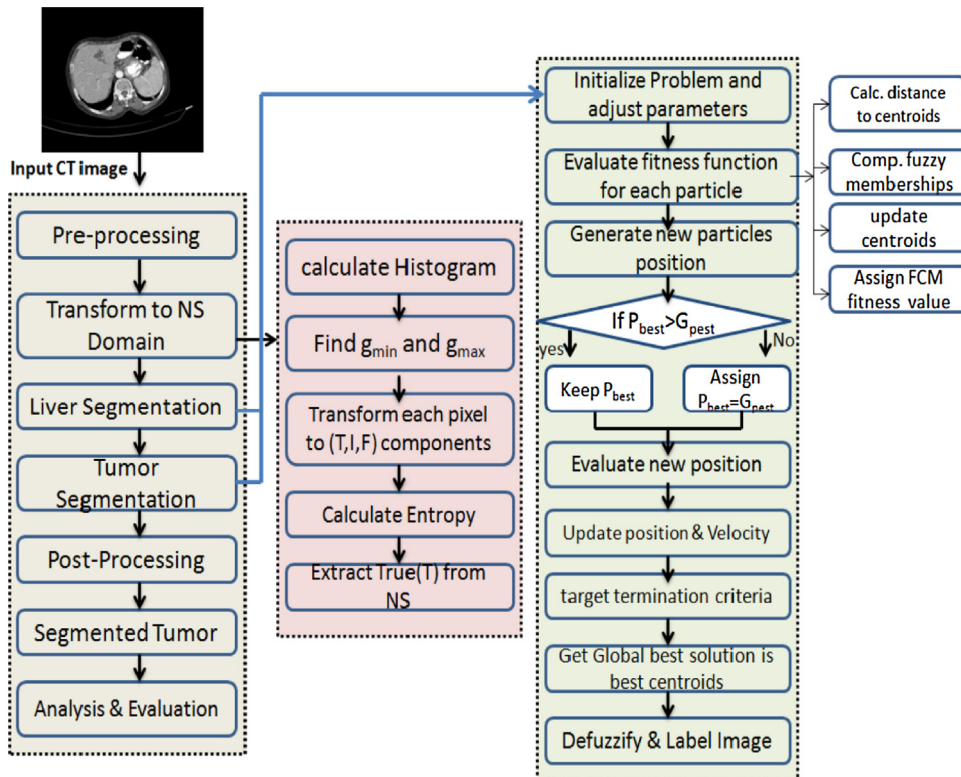 Input CT image
Pre-processing
Transform to NS
Domain
Liver Segmentation
Tumor
Segmentation
Post-Processing
Segmented Tumor
Analysis & Evaluation
calculate Histogram
Find gmin and gmax
Transform each pixel
to (T,I,F) components
Calculate Entropy
Extract True(T) from
NS
Initialize Problem and
adjust parameters
Evaluate fitness function
for each particle
Generate new particles
position
If Pbest>Gpest
yes
No
Keep Pbest
Assign
Pbest=Gpest
Evaluate new position
Update position & Velocity
target termination criteria
Get Global best solution is
best centroids
Defuzzify & Label Image
Calc. distance
to centroids
Comp. fuzzy
memberships
update
centroids
Assign FCM
fitness value